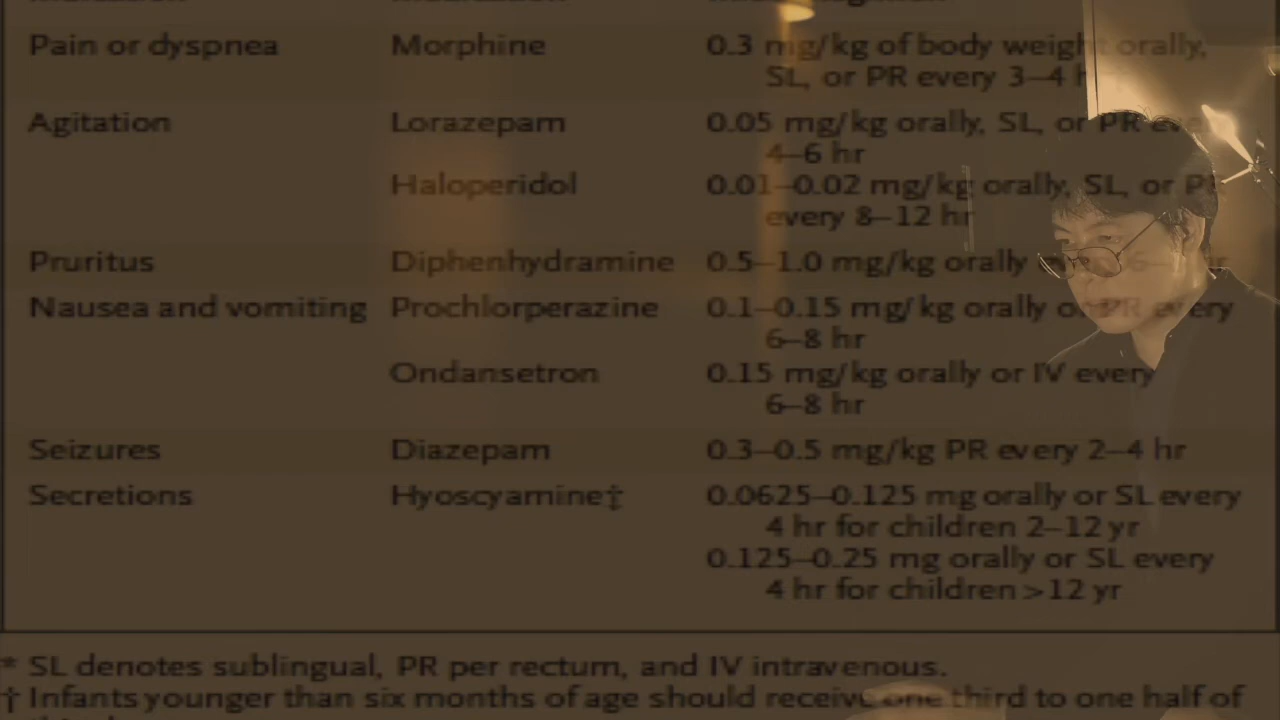 Pain or dyspnea Morphine 0.3 mg/kg of body weight orally,
SL, or PR every 3–4 h
Agitation Lorazepam 0.05 mg/kg orally, SL, or PR
4–6 hr
Haloperidol 0.01–0.02 mg/kg orally, SL, or
every 8–12 hr
Pruritus Diphenhydramine 0.5–1.0 mg/kg orally
Nausea and vomiting Prochlorperazine 0.1–0.15 mg/kg orally or PR every
6–8 hr
Ondansetron 0.15 mg/kg orally or IV every
6–8 hr
Seizures Diazepam 0.3–0.5 mg/kg PR every 2–4 hr
Secretions Hyoscyamine‡ 0.0625–0.125 mg orally or SL every
4 hr for children 2–12 yr
0.125–0.25 mg orally or SL every
4 hr for children >12 yr
* SL denotes sublingual, PR per rectum, and IV intravenous.
† Infants younger than six months of age should receive one third to one half of